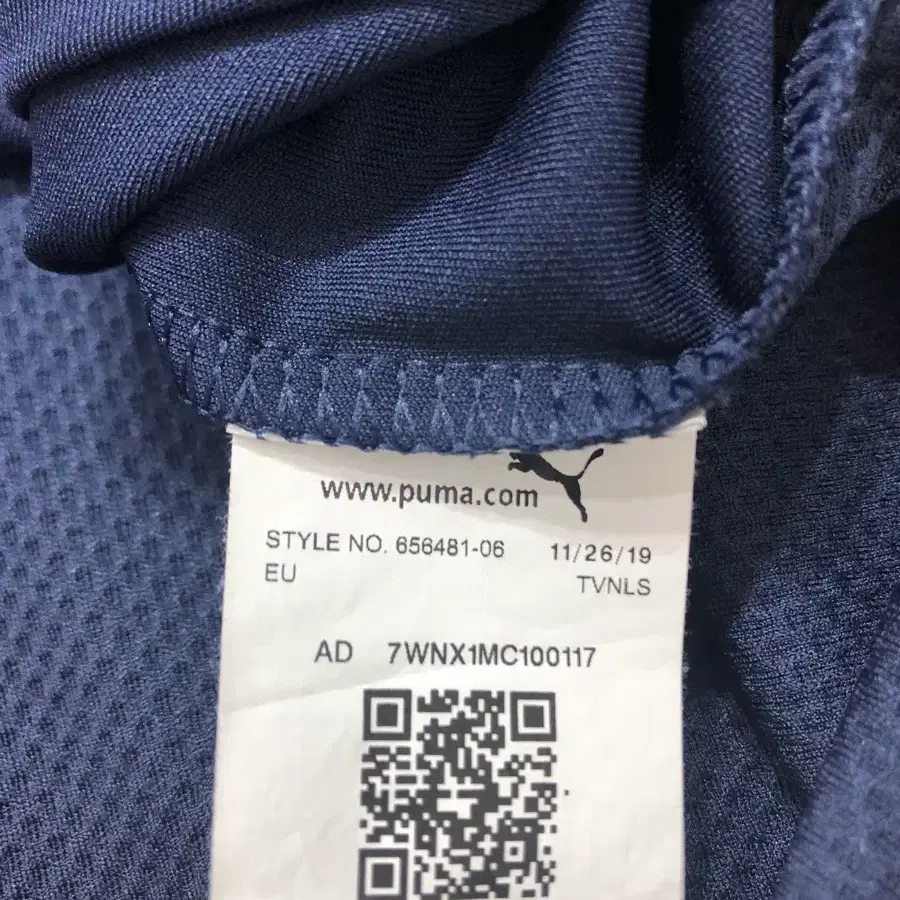 www.puma.com
STYLE NO. 656481-06 11/26/19
EU TVNLS
AD 7WNX1MC100117